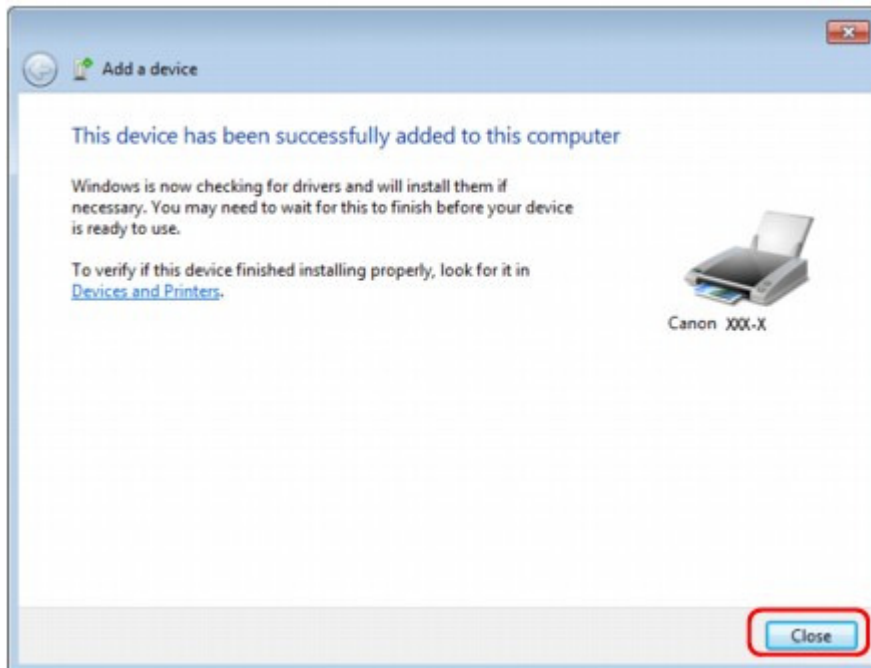 Add a device
This device has been successfully added to this computer
Windows is now checking for drivers and will install them if
necessary. You may need to wait for this to finish before your device
is ready to use.
To verify if this device finished installing properly, look for it in
Devices and Printers.
Canon XXX-X
Close